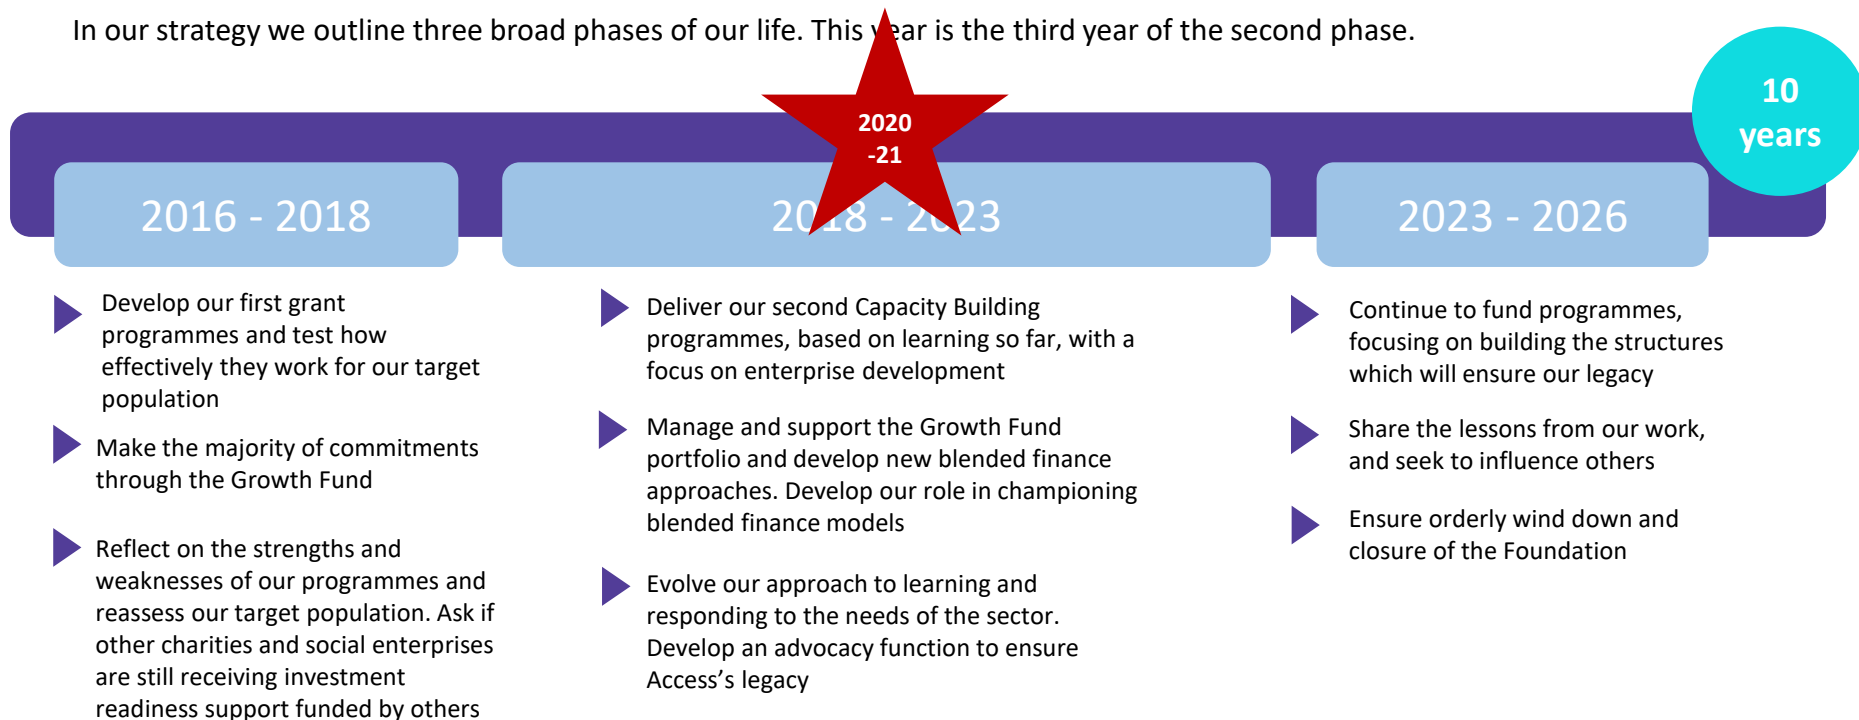 In our strategy we outline three broad phases of our life. This year is the third year of the second phase.
10
years
2020
-21
2016 - 2018
2018 - 2023
2023 - 2026
Develop our first grant
programmes and test how
effectively they work for our target
population
Make the majority of commitments
through the Growth Fund
Reflect on the strengths and
weaknesses of our programmes and
reassess our target population. Ask if
other charities and social enterprises
are still receiving investment
readiness support funded by others
Deliver our second Capacity Building
programmes, based on learning so far, with a
focus on enterprise development
Manage and support the Growth Fund
portfolio and develop new blended finance
approaches. Develop our role in championing
blended finance models
Evolve our approach to learning and
responding to the needs of the sector.
Develop an advocacy function to ensure
Access’s legacy
Continue to fund programmes,
focusing on building the structures
which will ensure our legacy
Share the lessons from our work,
and seek to influence others
Ensure orderly wind down and
closure of the Foundation